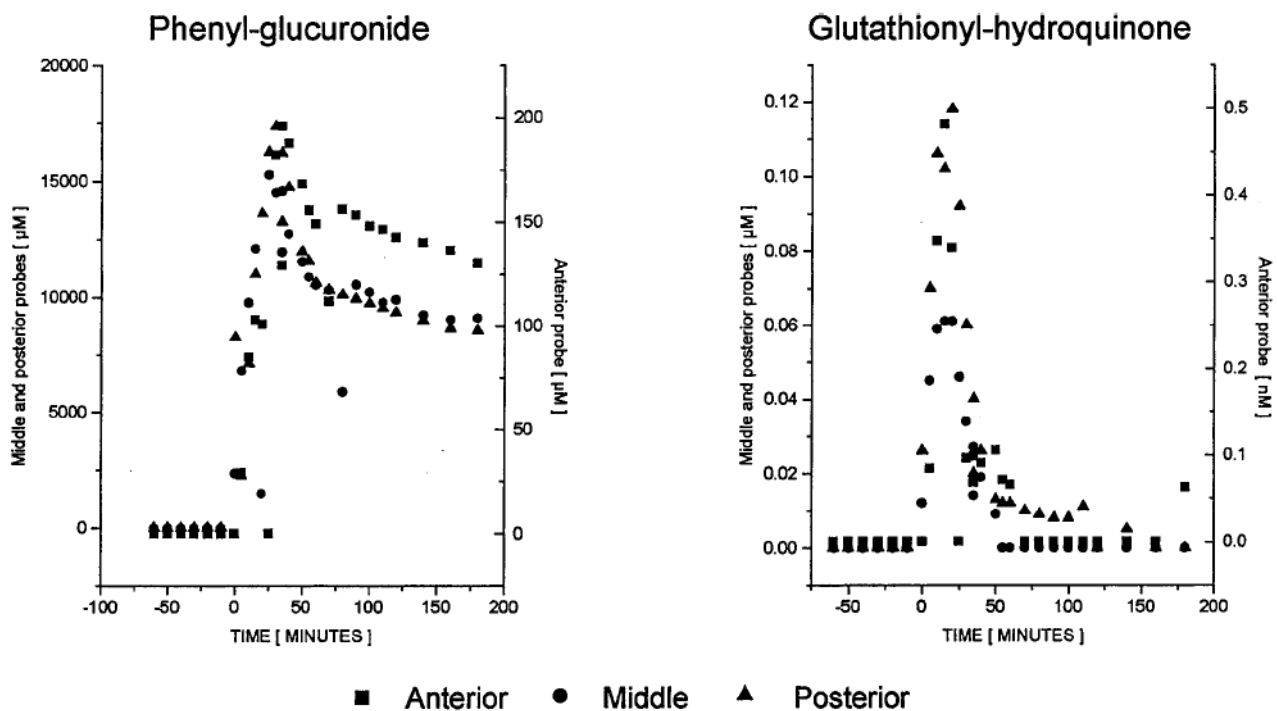 Phenyl-glucuronide
Glutathionyl-hydroquinone
20000
15000
10000
5000
0
Middle and posterior probes [ µM ]
200
150
100
50
0
Anterior probe [ µM ]
-100 -50 0 50 100 150 200
TIME [ MINUTES ]
0.12
0.10
0.08
0.06
0.04
0.02
0.00
Middle and posterior probes [ µM ]
0.5
0.4
0.3
0.2
0.1
0.0
Anterior probe [ nM ]
-50 0 50 100 150 200
TIME [ MINUTES ]
Anterior Middle Posterior